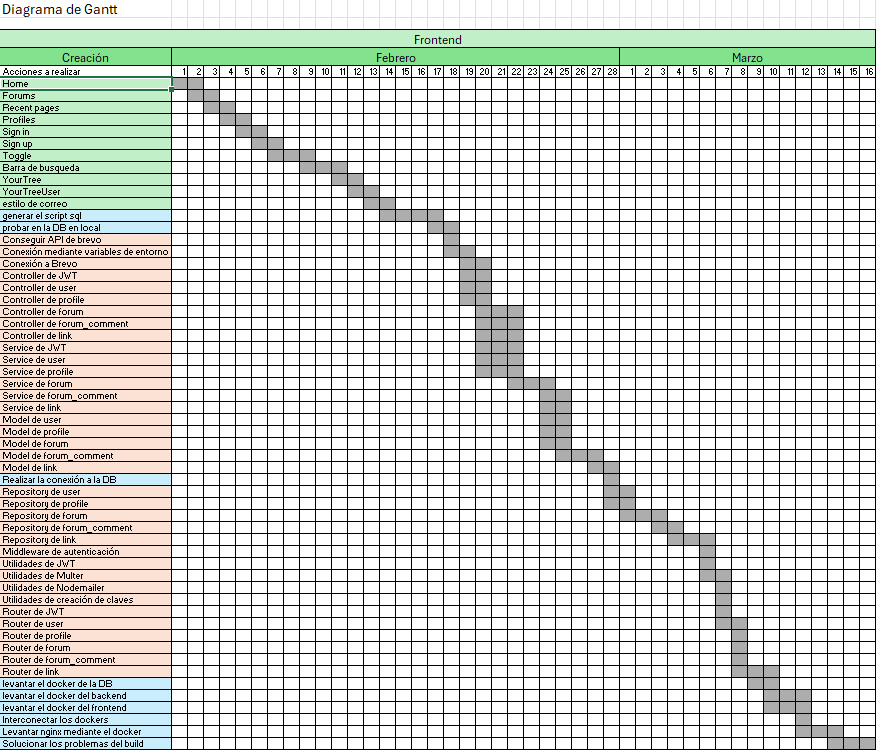 Diagrama de Gantt
Frontend
Creación Febrero Marzo
Acciones a realizar 1 2 3 4 5 6 7 8 9 10 11 12 13 14 15 16 17 18 19 20 21 22 23 24 25 26 27 28 1 2 3 4 5 6 7 8 9 10 11 12 13 14 15 16
Home
Forums
Recent pages
Profiles
Sign in
Sign up
Toggle
Barra de busqueda
YourTree
YourTreeUser
estilo de correo
generar el script sql
probar en la DB en local
Conseguir API de brevo
Conexión mediante variables de entorno
Conexión a Brevo
Controller de JWT
Controller de user
Controller de profile
Controller de forum
Controller de forum_comment
Controller de link
Service de JWT
Service de user
Service de profile
Service de forum
Service de forum_comment
Service de link
Model de user
Model de profile
Model de forum
Model de forum_comment
Model de link
Realizar la conexión a la DB
Repository de user
Repository de profile
Repository de forum
Repository de forum_comment
Repository de link
Middleware de autenticación
Utilidades de JWT
Utilidades de Multer
Utilidades de Nodemailer
Utilidades de creación de claves
Router de JWT
Router de user
Router de profile
Router de forum
Router de forum_comment
Router de link
levantar el docker de la DB
levantar el docker del backend
levantar el docker del frontend
Interconectar los dockers
Levantar nginx mediante el docker
Solucionar los problemas del build